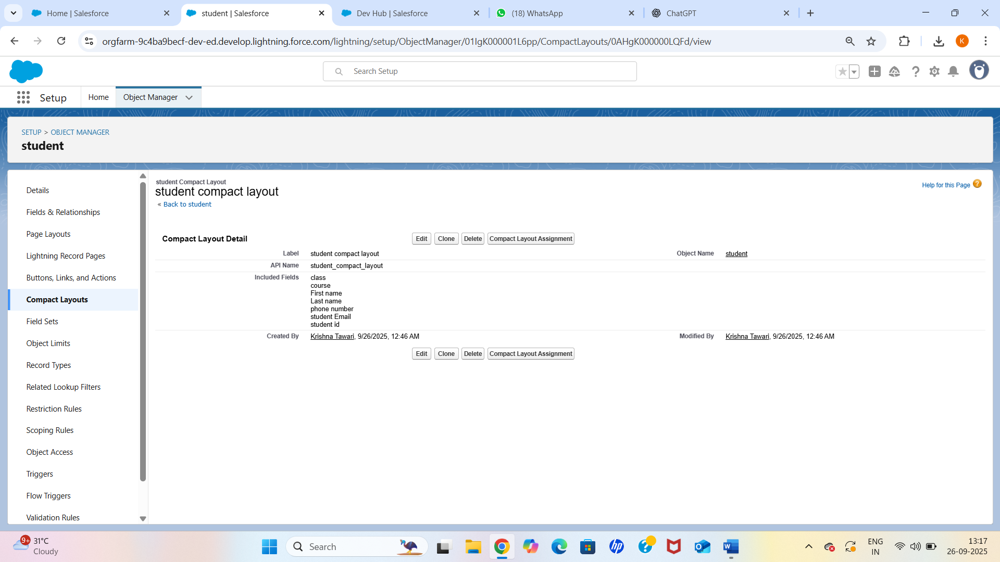 Home | Salesforce
student | Salesforce
Dev Hub | Salesforce
(18) WhatsApp
ChatGPT
orgfarm-9c4ba9becf-dev-ed.develop.lightning.force.com/lightning/setup/ObjectManager/01IgK000001L6pp/CompactLayouts/0AHgK000000LQFd/view
K
Search Setup
Setup
Home
Object Manager
SETUP > OBJECT MANAGER
student
Details
Fields & Relationships
Page Layouts
Lightning Record Pages
Buttons, Links, and Actions
Compact Layouts
Field Sets
Object Limits
Record Types
Related Lookup Filters
Restriction Rules
Scoping Rules
Object Access
Triggers
Flow Triggers
Validation Rules
student Compact Layout
student compact layout
« Back to student
Help for this Page ?
Compact Layout Detail
Edit Clone Delete Compact Layout Assignment
Label student compact layout Object Name student
API Name student_compact_layout
Included Fields class
course
First name
Last name
phone number
student Email
student id
Created By Krishna Tawari, 9/26/2025, 12:46 AM Modified By Krishna Tawari, 9/26/2025, 12:46 AM
Edit Clone Delete Compact Layout Assignment
9+
31°C
Cloudy
Search
hp
W
ENG
IN
13:17
26-09-2025